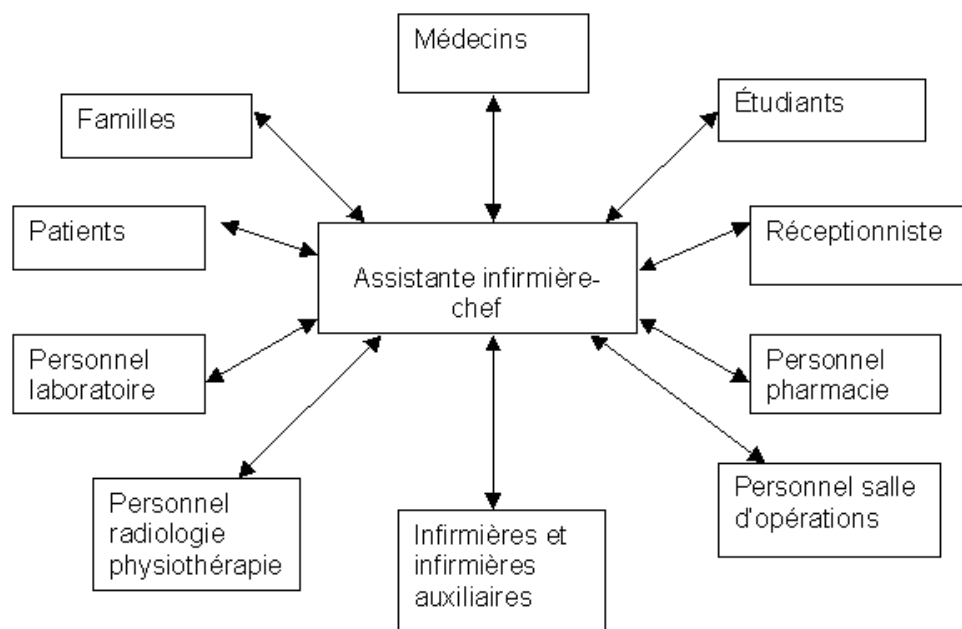 Médecins
Familles
Étudiants
Patients
Assistante infirmière-
chef
Réceptionniste
Personnel
laboratoire
Personnel
pharmacie
Personnel
radiologie
physiothérapie
Infirmières et
infirmières
auxiliaires
Personnel salle
d'opérations